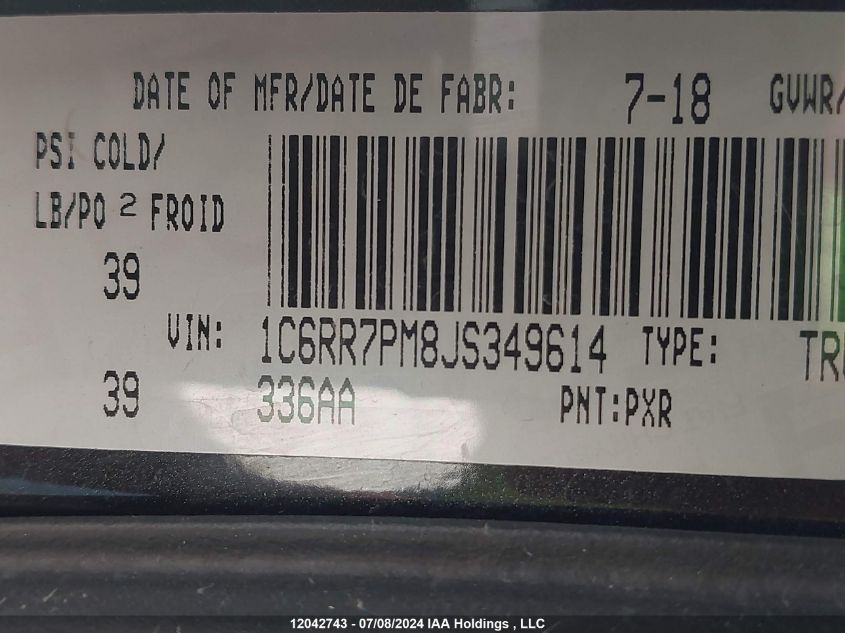 DATE OF MFR/DATE DE FABR: 7-18 GVWR/
PSI COLD/
LB/PO 2 FROID
39
VIN: 1C6RR7PM8JS349614 TYPE: TRU
39 336AA PNT:PXR
12042743 - 07/08/2024 IAA Holdings , LLC